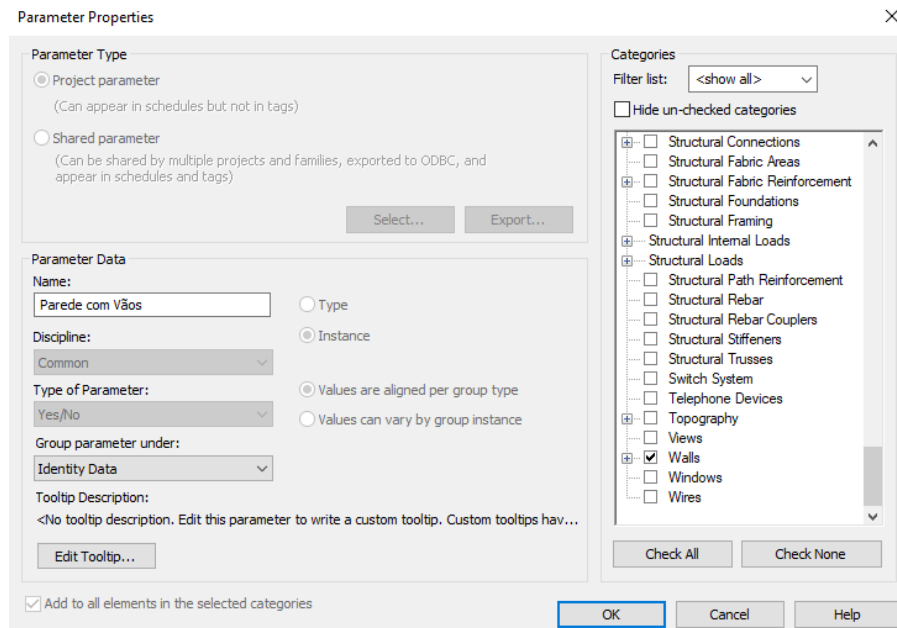 Parameter Properties
Parameter Type
Project parameter
(Can appear in schedules but not in tags)
Shared parameter
(Can be shared by multiple projects and families, exported to ODBC, and
appear in schedules and tags)
Select...
Export...
Parameter Data
Name:
Parede com Vãos
Type
Discipline:
Instance
Common
Type of Parameter:
Values are aligned per group type
Yes/No
Values can vary by group instance
Group parameter under:
Identity Data
Tooltip Description:
<No tooltip description. Edit this parameter to write a custom tooltip. Custom tooltips hav...
Edit Tooltip...
Add to all elements in the selected categories
Categories
Filter list:
<show all>
Hide un-checked categories
Structural Connections
Structural Fabric Areas
Structural Fabric Reinforcement
Structural Foundations
Structural Framing
Structural Internal Loads
Structural Loads
Structural Path Reinforcement
Structural Rebar
Structural Rebar Couplers
Structural Stiffeners
Structural Trusses
Switch System
Telephone Devices
Topography
Views
Walls
Windows
Wires
Check All
Check None
OK
Cancel
Help